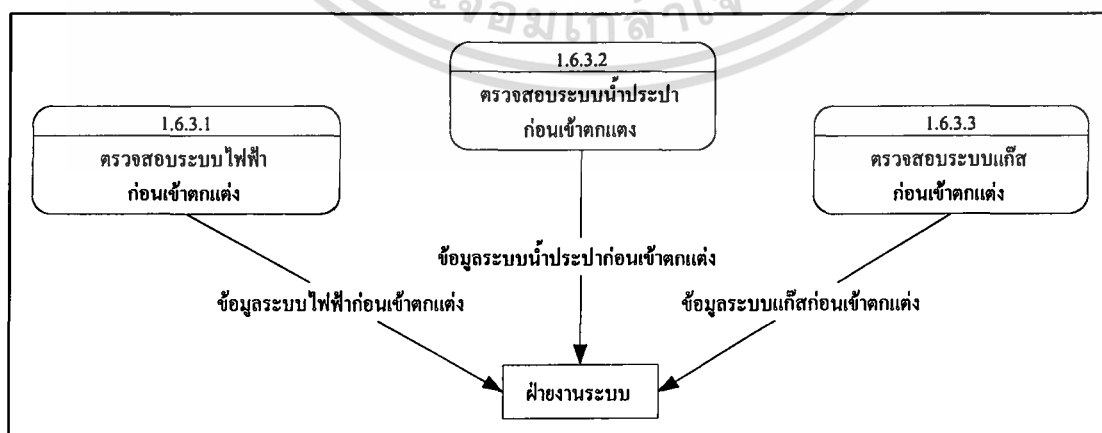 1.6.3.2
ตรวจสอบระบบน้ำประปา
ก่อนเข้าตกแตง
1.6.3.1
ตรวจสอบระบบไฟฟ้า
ก่อนเข้าตกแต่ง
1.6.3.3
ตรวจสอบระบบแก๊ส
ก่อนเข้าตกแต่ง
ข้อมูลระบบน้ำประปาก่อนเข้าตกแต่ง
ข้อมูลระบบไฟฟ้าก่อนเข้าตกแต่ง
ข้อมูลระบบแก๊สก่อนเข้าตกแต่ง
ฝ่ายงานระบบ